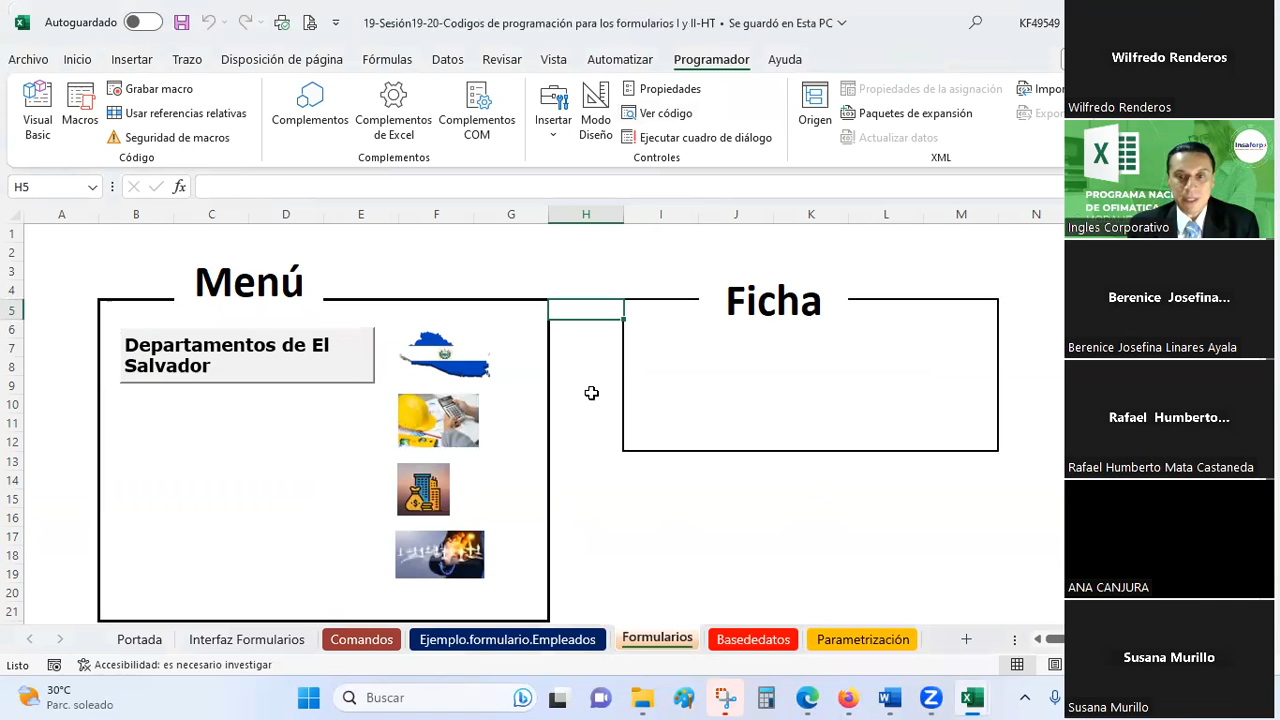 Autoguardado
19-Sesión19-20-Codigos de programación para los formularios I y II-HT • Se guardó en Esta PC
KF49549
Archivo Inicio Insertar Trazo Disposición de página Fórmulas Datos Revisar Vista Automatizar Programador Ayuda
Visual Basic
Macros
Grabar macro
Usar referencias relativas
Seguridad de macros
Código
Complementos
Complementos de Excel
Complementos COM
Complementos
Insertar
Modo Diseño
Propiedades
Ver código
Ejecutar cuadro de diálogo
Controles
Origen
Propiedades de la asignación
Paquetes de expansión
Actualizar datos
Impor
Expor
XML
H5
fx
A B C D E F G H I J K L M N
1
2
3
4
5
6
7
8
9
10
11
12
13
14
15
16
17
18
19
20
21
Menú
Ficha
Departamentos de El
Salvador
Portada Interfaz Formularios Comandos Ejemplo.formulario.Empleados Formularios Basededatos Parametrización
Listo
Accesibilidad: es necesario investigar
30°C
Parc. soleado
Buscar
Wilfredo Renderos
Wilfredo Renderos
Insaforp
PROGRAMA NAC
DE OFIMATICA
Ingles Corporativo
Berenice Josefina...
Berenice Josefina Linares Ayala
Rafael Humberto...
Rafael Humberto Mata Castaneda
ANA CANJURA
Susana Murillo
Susana Murillo